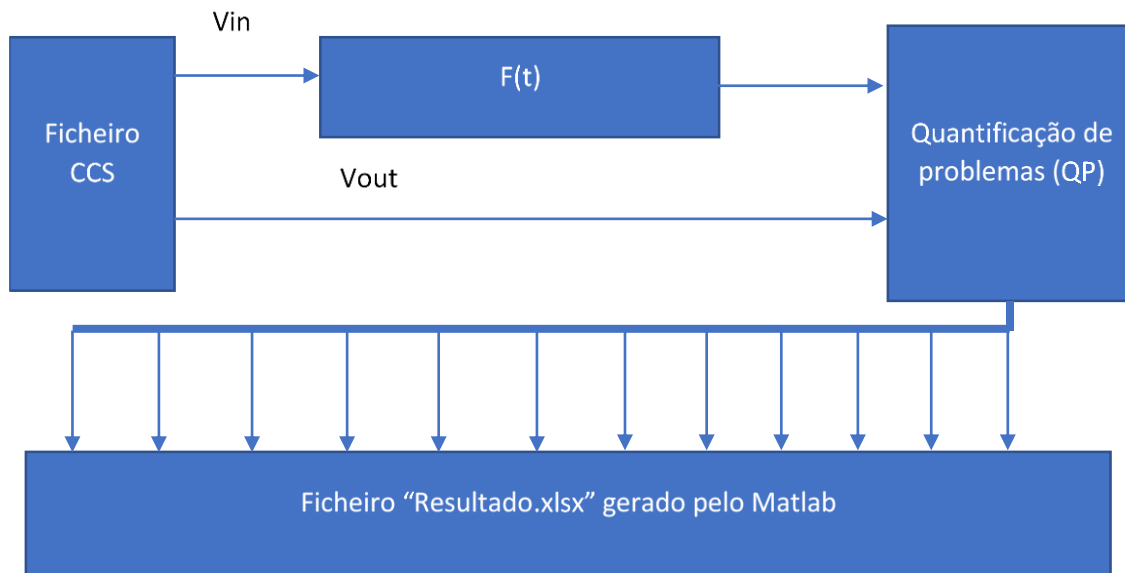 Vin
F(t)
Ficheiro
CCS
Quantificação de
problemas (QP)
Vout
Ficheiro “Resultado.xlsx” gerado pelo Matlab